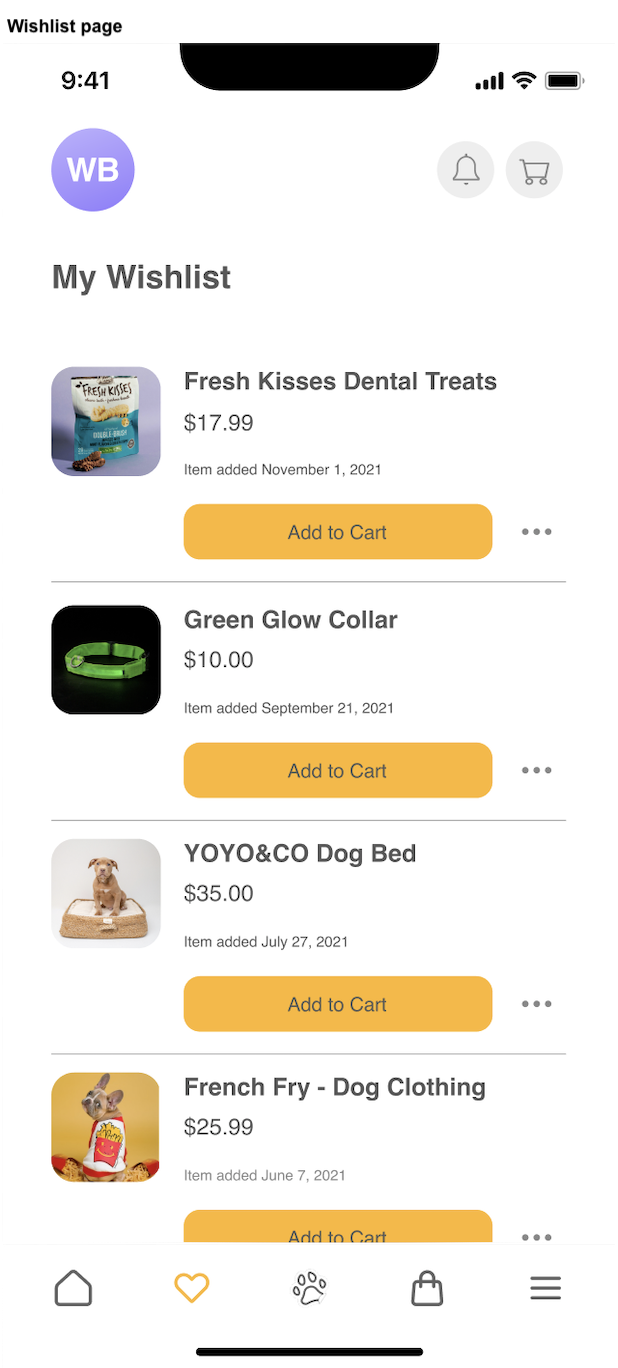 Wishlist page
9:41
WB
My Wishlist
FRESH KISSES
Fresh Kisses Dental Treats
$17.99
Item added November 1, 2021
Add to Cart
Green Glow Collar
$10.00
Item added September 21, 2021
Add to Cart
YOYO&CO Dog Bed
$35.00
Item added July 27, 2021
Add to Cart
French Fry - Dog Clothing
$25.99
Item added June 7, 2021
Add to Cart